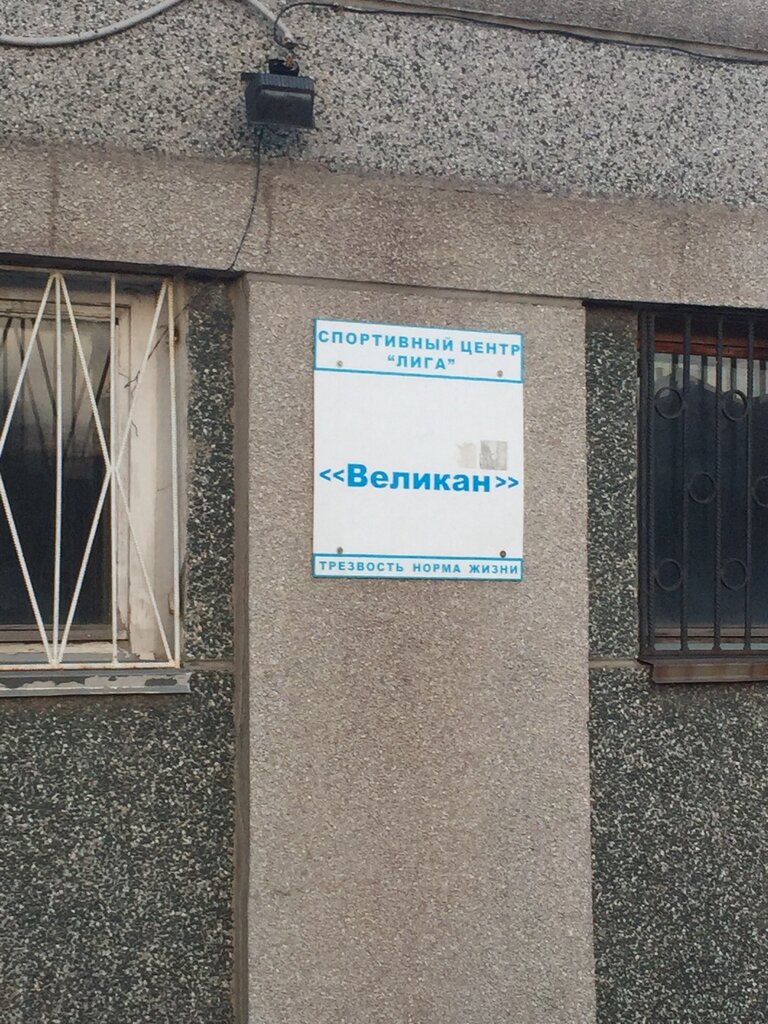 СПОРТИВНЫЙ ЦЕНТР
“ЛИГА”
<<Великан>>
ТРЕЗВОСТЬ НОРМА ЖИЗНИ